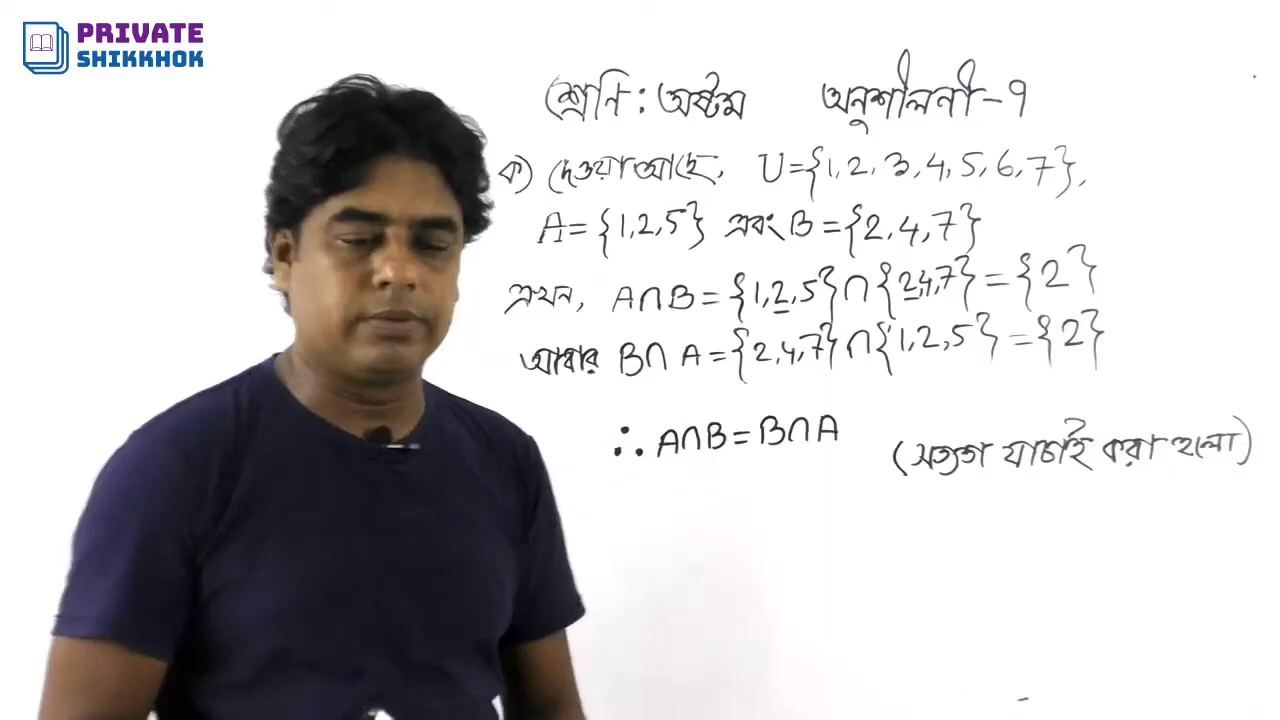 PRIVATE
SHIKKHOK
শ্রেনি : অষ্টম অনুশীলনী-৭
ক) দেওয়া আছে, U={1,2,3,4,5,6,7},
A={1,2,5} এবং B={2,4,7}
এখন, A∩B={1,2,5}∩{2,4,7}={2}
আবার B∩A={2,4,7}∩{1,2,5}={2}
∴ A∩B=B∩A (সত্যতা যাচাই করা হলো)